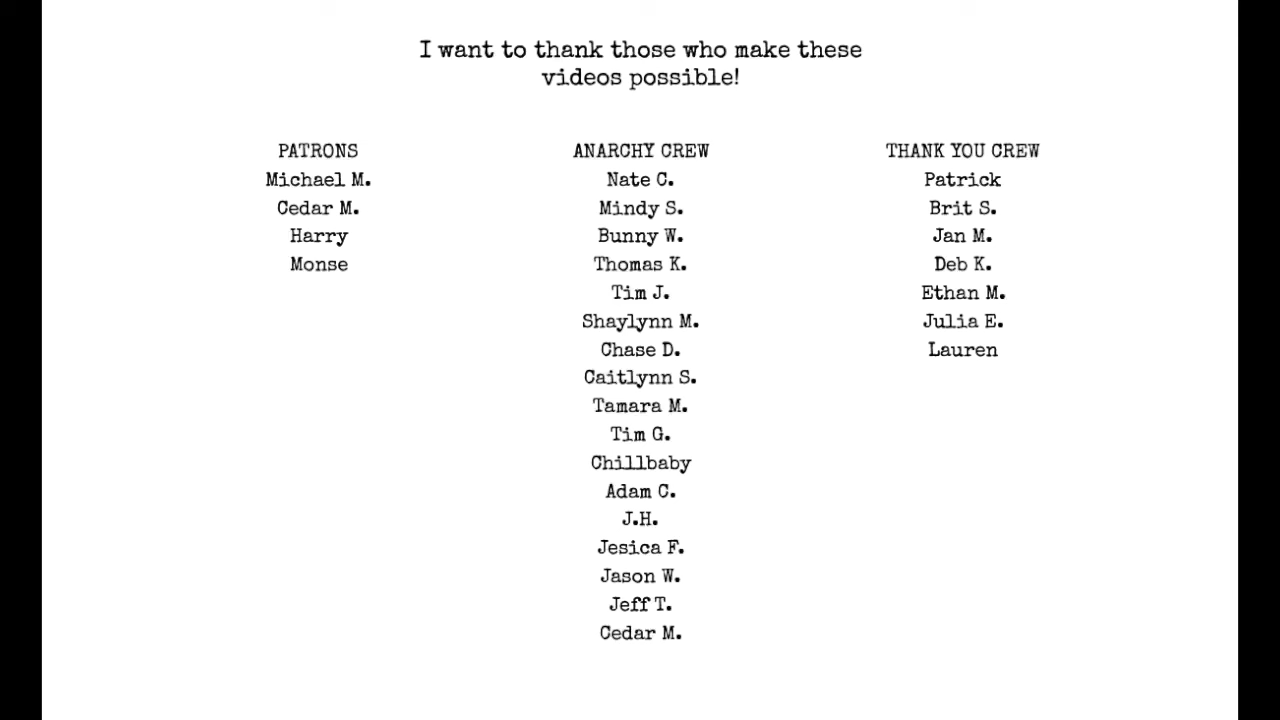 I want to thank those who make these
videos possible!
PATRONS
Michael M.
Cedar M.
Harry
Monse
ANARCHY CREW
Nate C.
Mindy S.
Bunny W.
Thomas K.
Tim J.
Shaylynn M.
Chase D.
Caitlynn S.
Tamara M.
Tim G.
Chillbaby
Adam C.
J.H.
Jesica F.
Jason W.
Jeff T.
Cedar M.
THANK YOU CREW
Patrick
Brit S.
Jan M.
Deb K.
Ethan M.
Julia E.
Lauren